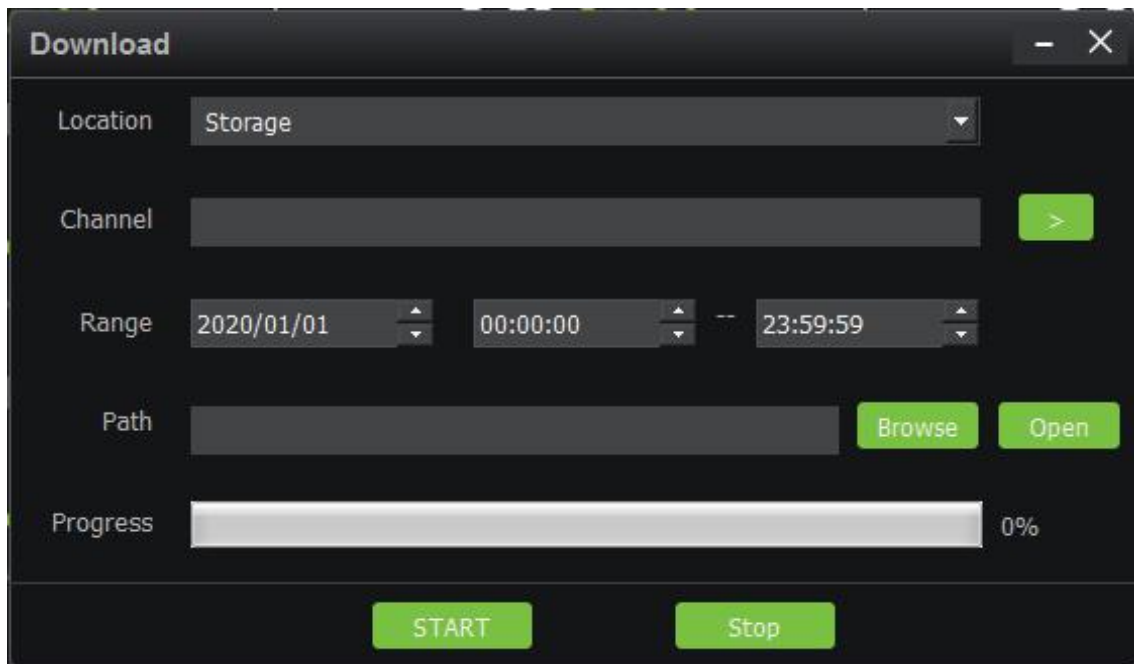 Download
Location Storage
Channel >
Range 2020/01/01 00:00:00 -- 23:59:59
Path Browse Open
Progress 0%
START Stop